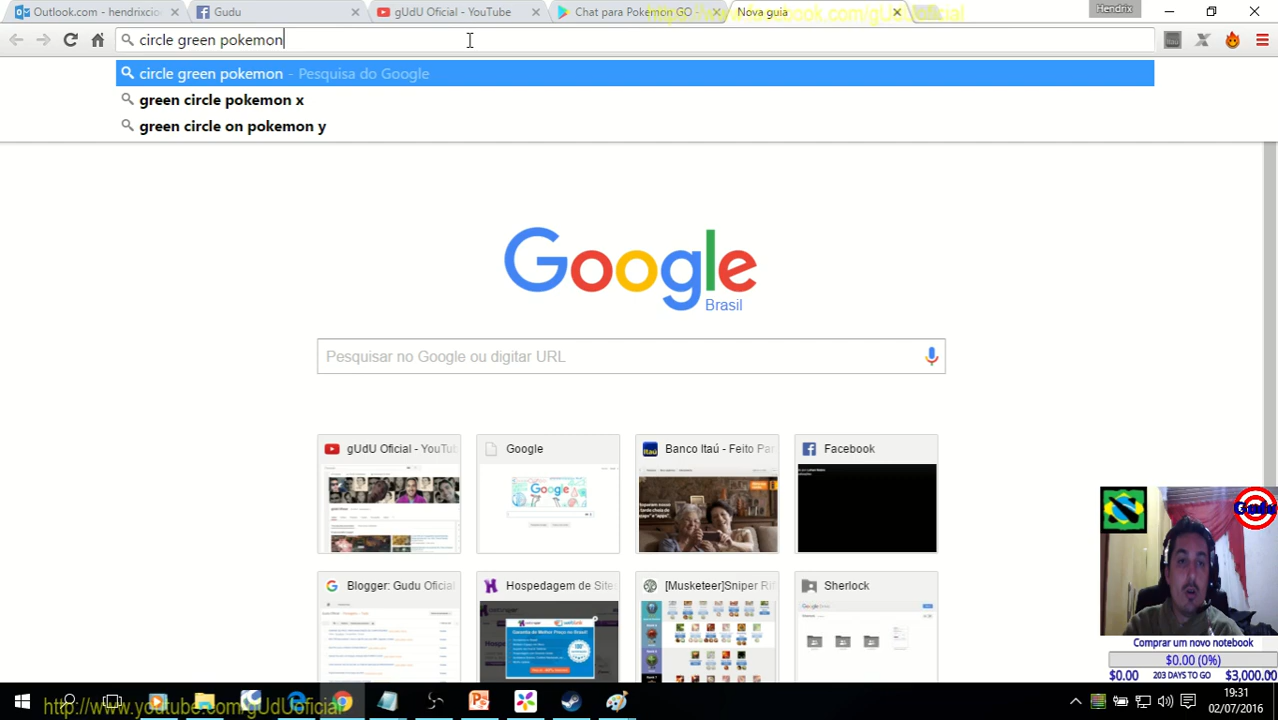 Outlook.com - hendrixcio
Gudu
gUdU Oficial - YouTube
Chat para Pokémon GO -
Nova guia
Hendrix
circle green pokemon
circle green pokemon - Pesquisa do Google
green circle pokemon x
green circle on pokemon y
Google
Brasil
Pesquisar no Google ou digitar URL
gUdU Oficial - YouTu
Google
Banco Itaú - Feito Pa
Facebook
Blogger: Gudu Oficial
Hospedagem de Site
[Musketeer]Sniper Ri
Sherlock
Gudu
Comprar um novo notebook
$0.00 (0%)
$0.00
203 DAYS TO GO
$3,000.00
19:31
02/07/2016
http://www.youtube.com/gUdUoficial